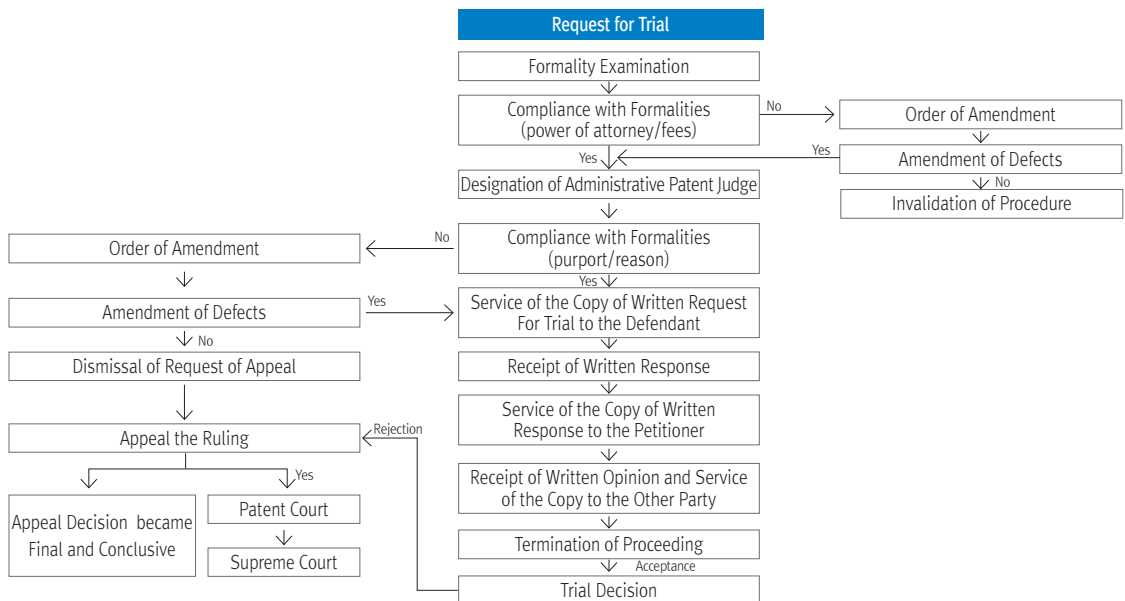 Request for Trial
Formality Examination
Compliance with Formalities
(power of attorney/fees)
No
Order of Amendment
Yes
Yes
Amendment of Defects
Designation of Administrative Patent Judge
No
Invalidation of Procedure
Order of Amendment
No
Compliance with Formalities
(purport/reason)
Yes
Amendment of Defects
Yes
Service of the Copy of Written Request
For Trial to the Defendant
No
Dismissal of Request of Appeal
Receipt of Written Response
Service of the Copy of Written
Response to the Petitioner
Appeal the Ruling
Rejection
Yes
Receipt of Written Opinion and Service
of the Copy to the Other Party
Appeal Decision became
Final and Conclusive
Patent Court
Supreme Court
Termination of Proceeding
Acceptance
Trial Decision